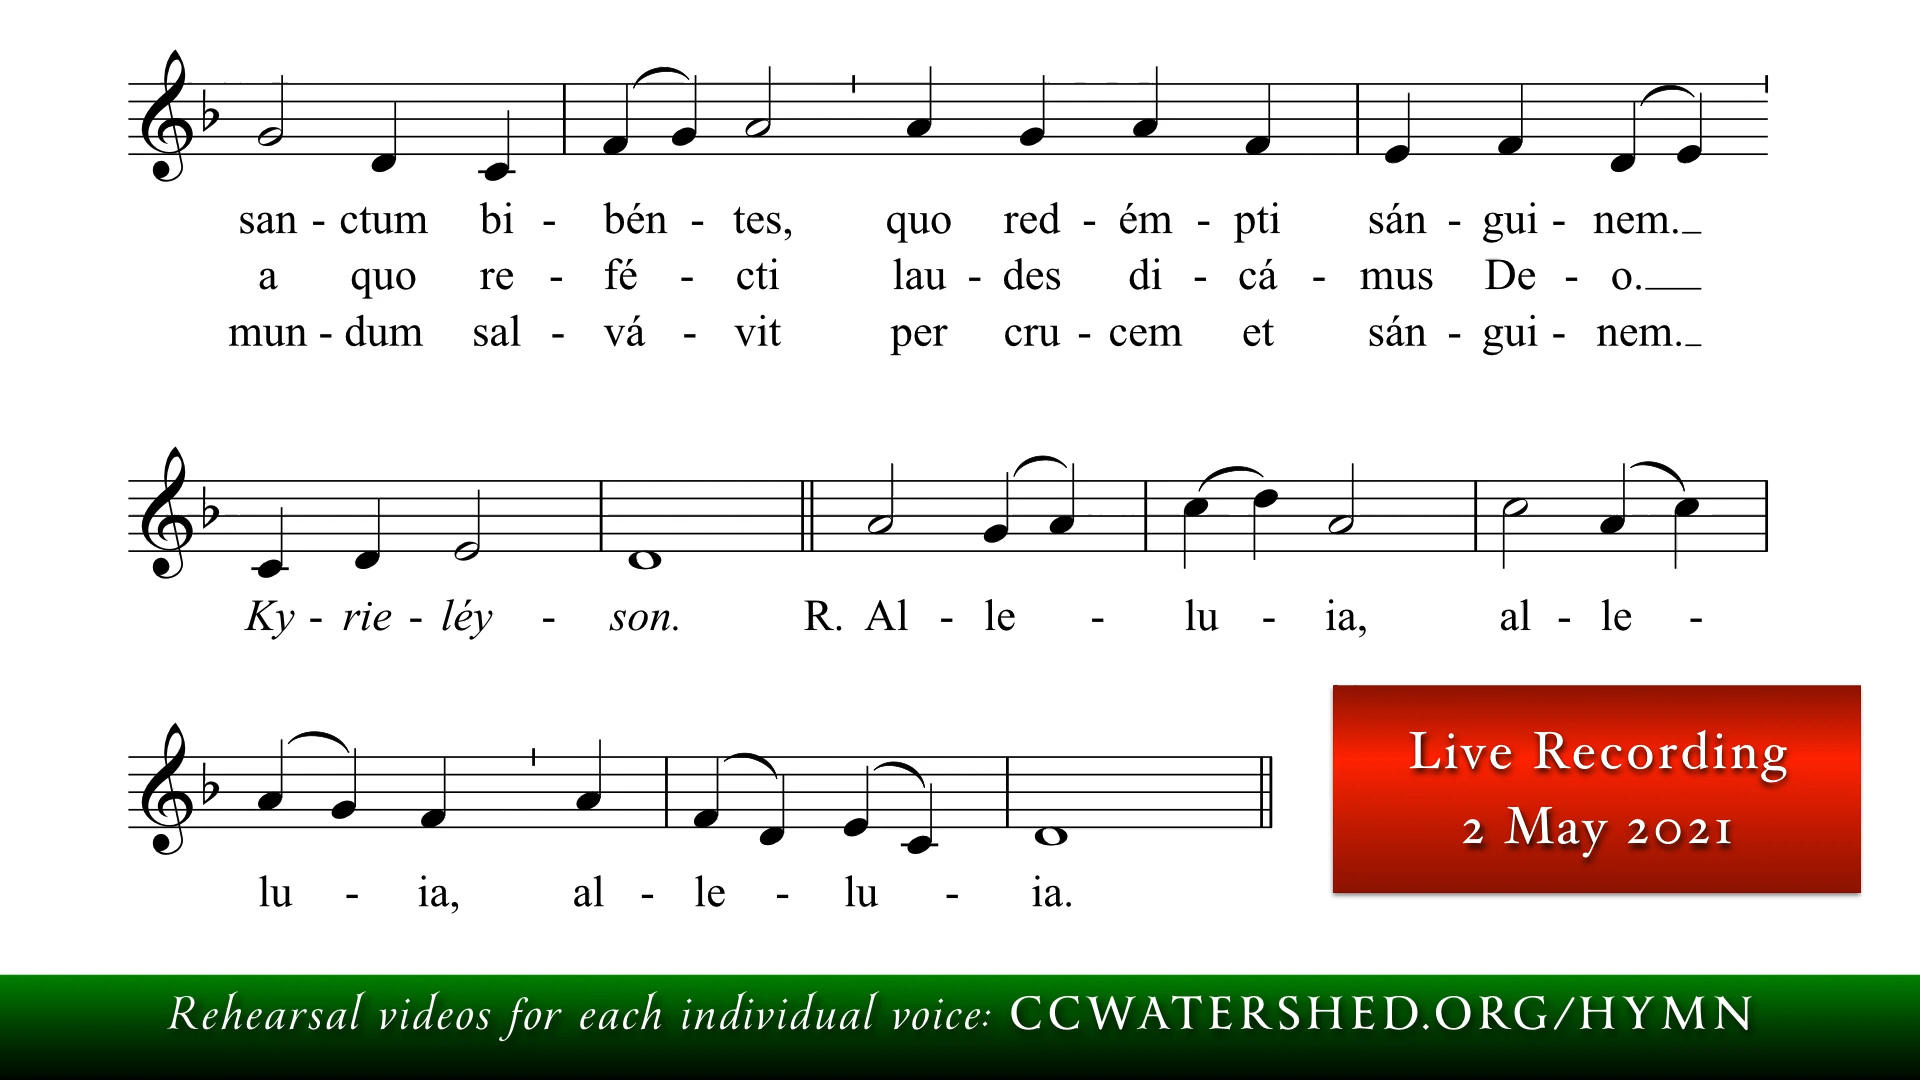 san - ctum bi - bén - tes, quo red - ém - pti sán - gui - nem._
a quo re - fé - cti lau - des di - cá - mus De - o.__
mun - dum sal - vá - vit per cru - cem et sán - gui - nem._
Ky - rie - léy - son. R. Al - le - lu - ia, al - le -
lu - ia, al - le - lu - ia.
Live Recording
2 May 2021
Rehearsal videos for each individual voice: CCWATERSHED.ORG/HYMN